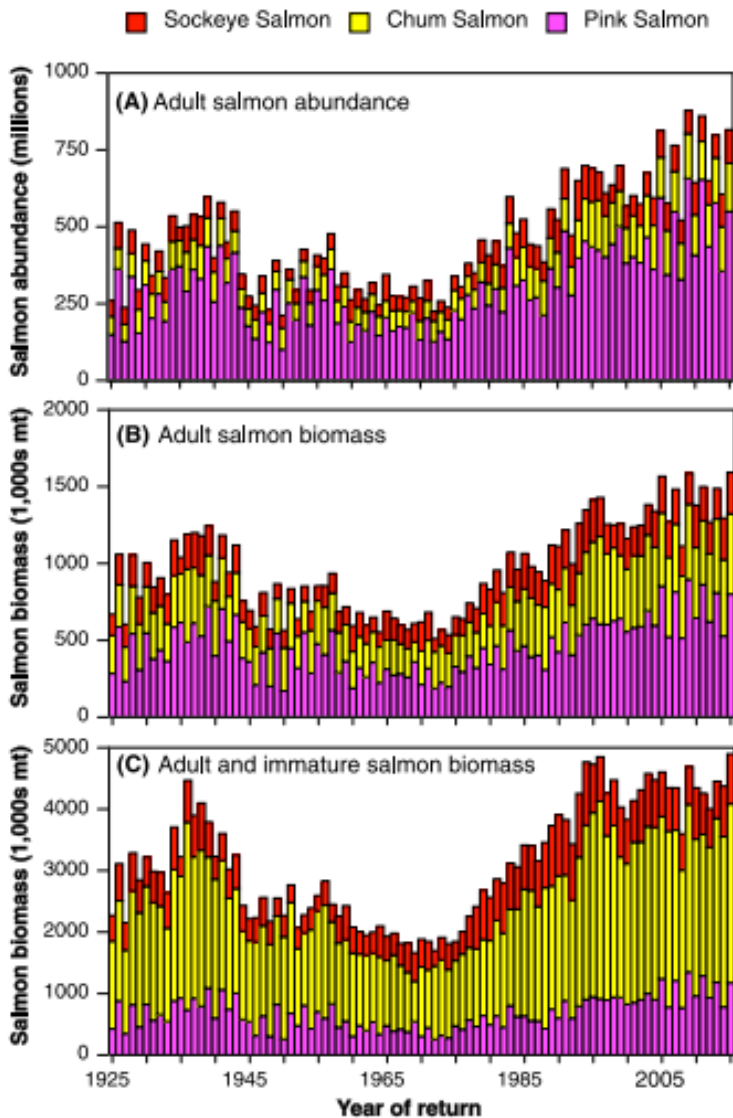 Sockeye Salmon Chum Salmon Pink Salmon
(A) Adult salmon abundance
Salmon abundance (millions)
1000
750
500
250
0
(B) Adult salmon biomass
Salmon biomass (1,000s mt)
2000
1500
1000
500
0
(C) Adult and immature salmon biomass
Salmon biomass (1,000s mt)
5000
4000
3000
2000
1000
0
1925 1945 1965 1985 2005
Year of return